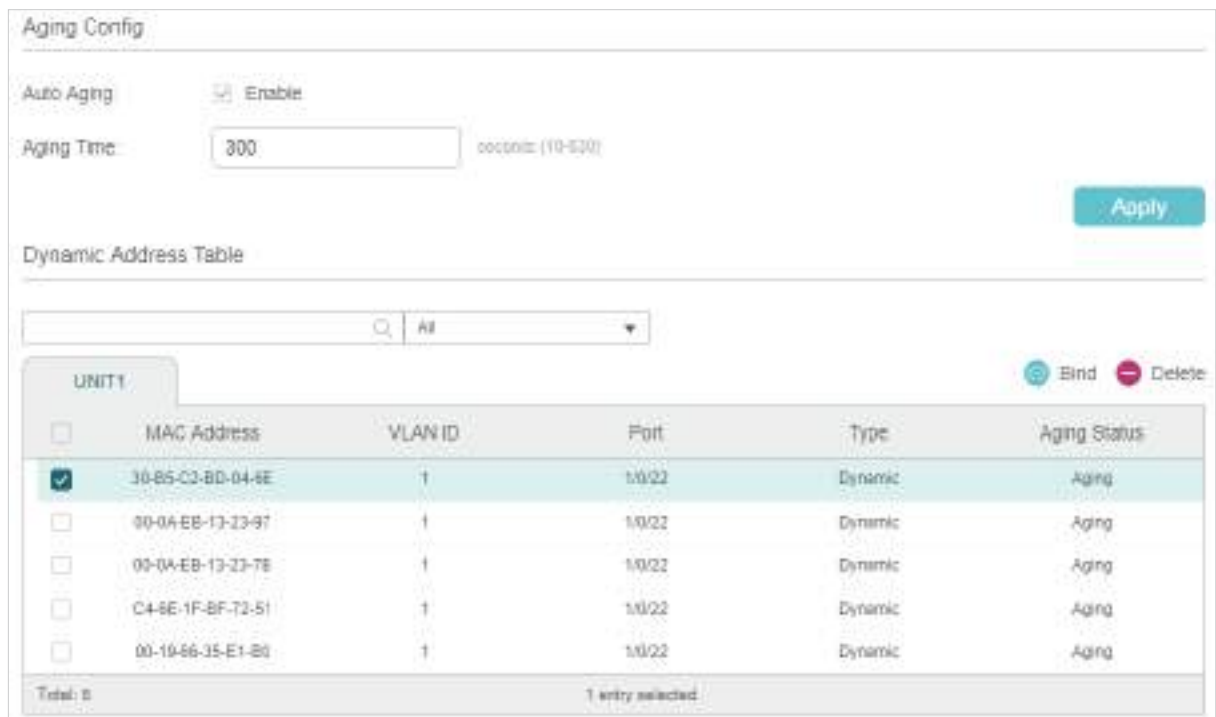 Aging Config
Auto Aging: Enable
Aging Time: 300 seconds (10-630)
Apply
Dynamic Address Table
All
UNIT1 Bind Delete
MAC Address VLAN ID Port Type Aging Status
30-B5-C2-BD-04-6E 1 1/0/22 Dynamic Aging
00-0A-EB-13-23-97 1 1/0/22 Dynamic Aging
00-0A-EB-13-23-7B 1 1/0/22 Dynamic Aging
C4-6E-1F-BF-72-51 1 1/0/22 Dynamic Aging
00-19-66-35-E1-B0 1 1/0/22 Dynamic Aging
Total: 1 entry selected.